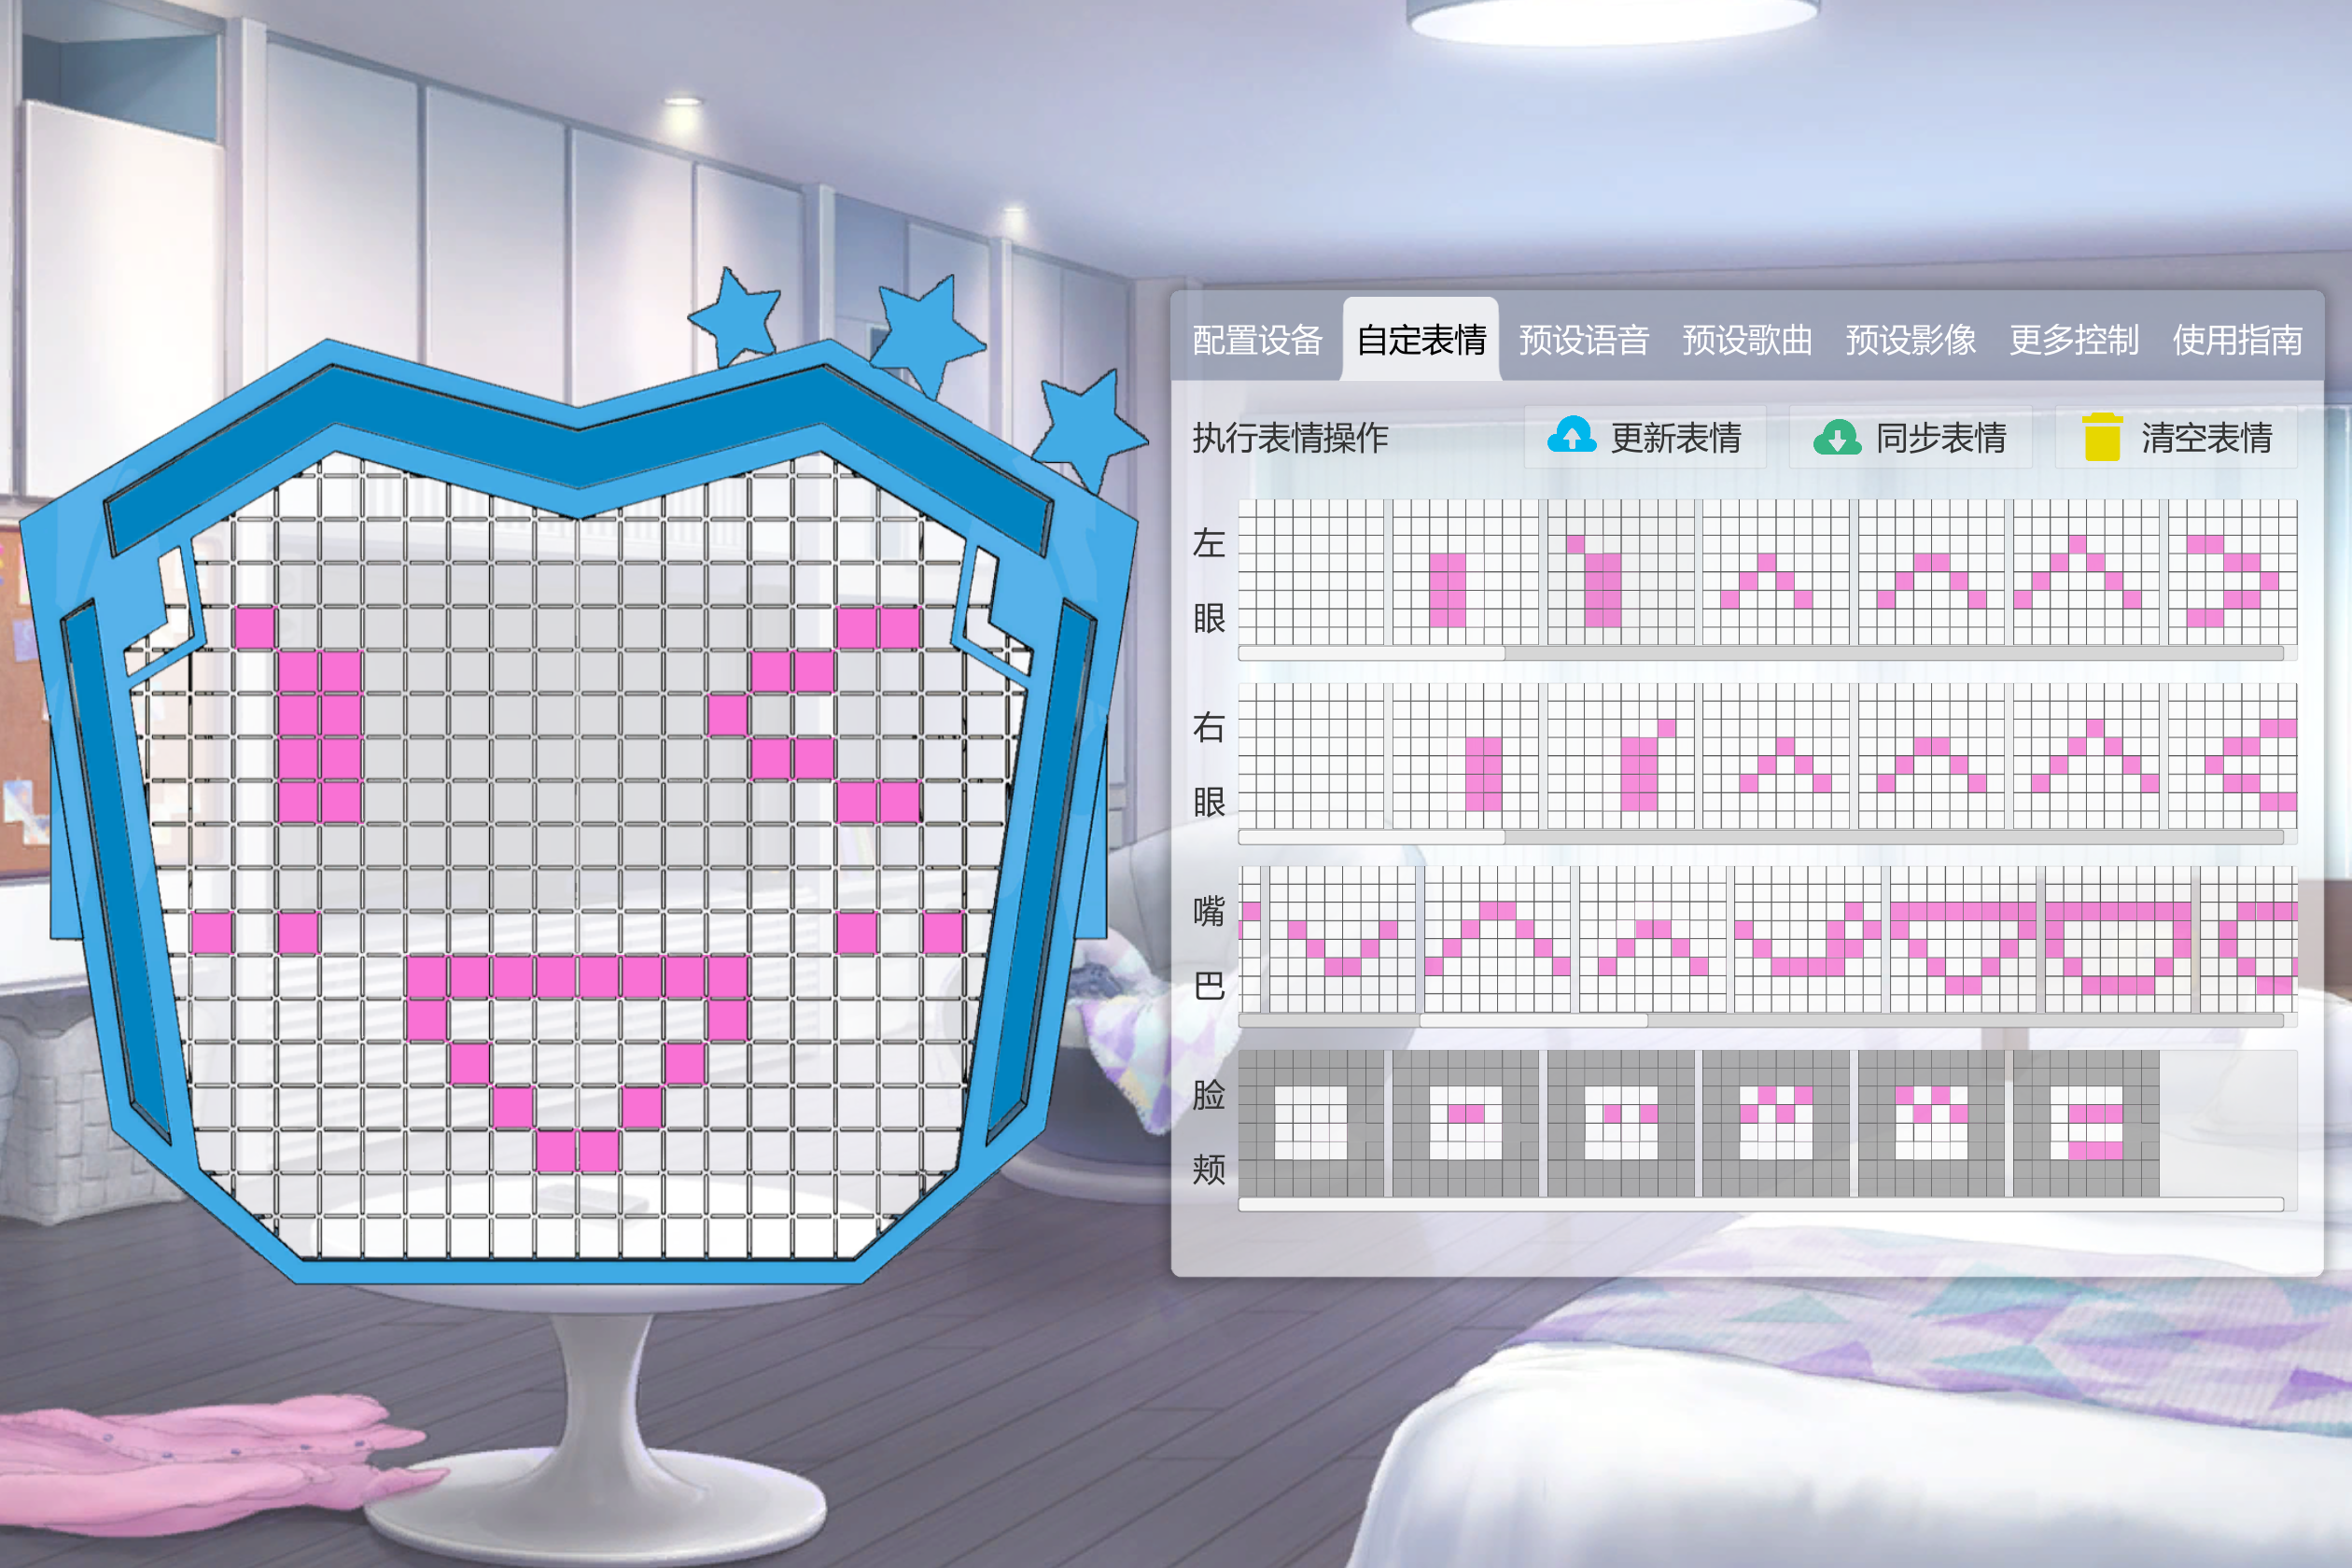 配置设备 自定表情 预设语音 预设歌曲 预设影像 更多控制 使用指南
执行表情操作 更新表情 同步表情 清空表情
左眼
右眼
嘴巴
脸颊